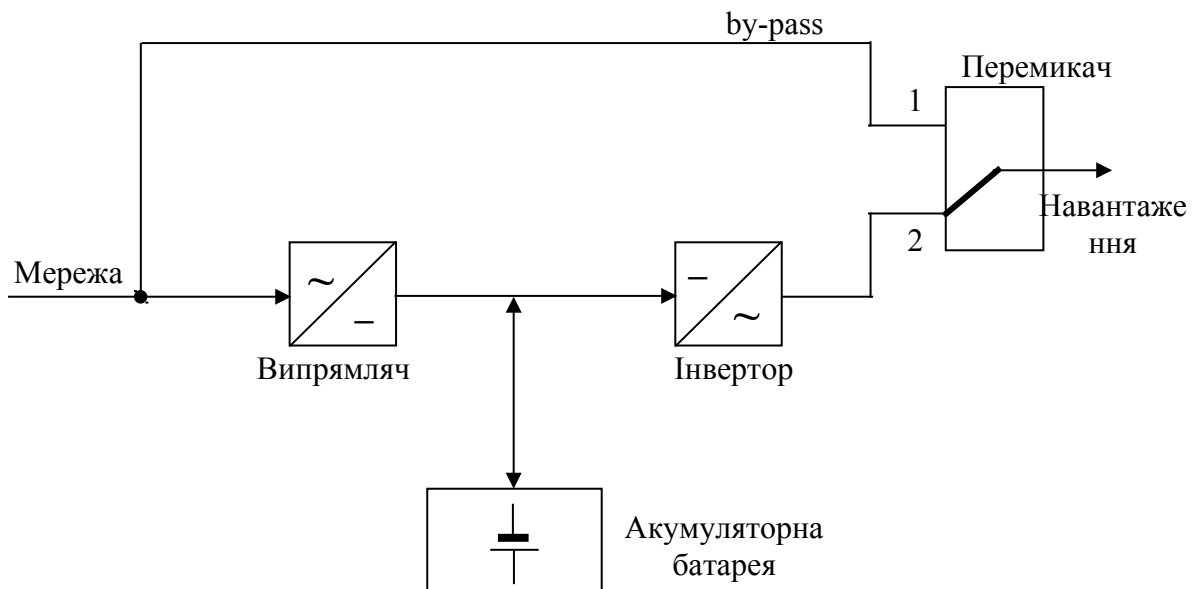 by-pass
Перемикач
1
Навантаже
ння
2
Мережа
~
–
–
~
Випрямляч
Інвертор
Акумуляторна
батарея